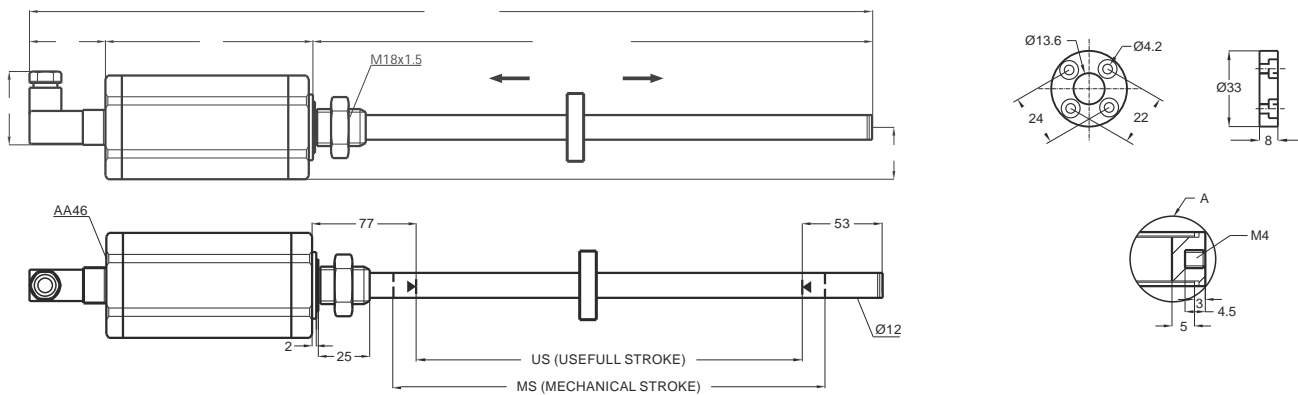 M18x1.5
Ø13.6
Ø4.2
24
22
Ø33
8
AA46
77
53
2
25
Ø12
US (USEFULL STROKE)
MS (MECHANICAL STROKE)
A
M4
3
4.5
5